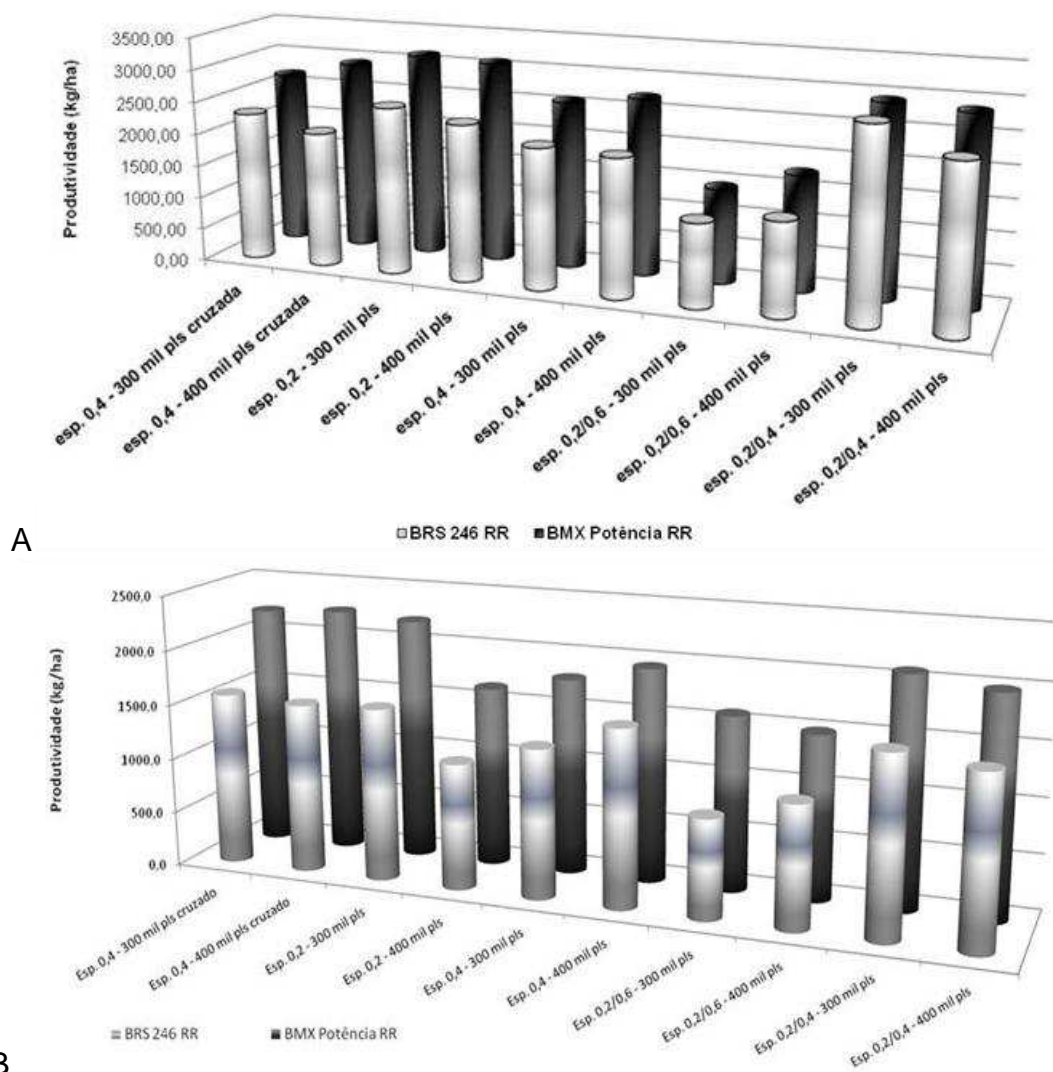 Produtividade (kg/ha)
3500,00
3000,00
2500,00
2000,00
1500,00
1000,00
500,00
0,00
esp. 0,4 - 300 mil pls cruzada
esp. 0,4 - 400 mil pls cruzada
esp. 0,2 - 300 mil pls
esp. 0,2 - 400 mil pls
esp. 0,4 - 300 mil pls
esp. 0,4 - 400 mil pls
esp. 0,2/0,6 - 300 mil pls
esp. 0,2/0,6 - 400 mil pls
esp. 0,2/0,4 - 300 mil pls
esp. 0,2/0,4 - 400 mil pls
BRS 246 RR BMX Potência RR
A
Produtividade (kg/ha)
2500,0
2000,0
1500,0
1000,0
500,0
0,0
Esp. 0,4 - 300 mil pls cruzado
Esp. 0,4 - 400 mil pls cruzado
Esp. 0,2 - 300 mil pls
Esp. 0,2 - 400 mil pls
Esp. 0,4 - 300 mil pls
Esp. 0,4 - 400 mil pls
Esp. 0,2/0,6 - 300 mil pls
Esp. 0,2/0,6 - 400 mil pls
Esp. 0,2/0,4 - 300 mil pls
Esp. 0,2/0,4 - 400 mil pls
BRS 246 RR BMX Potência RR
B